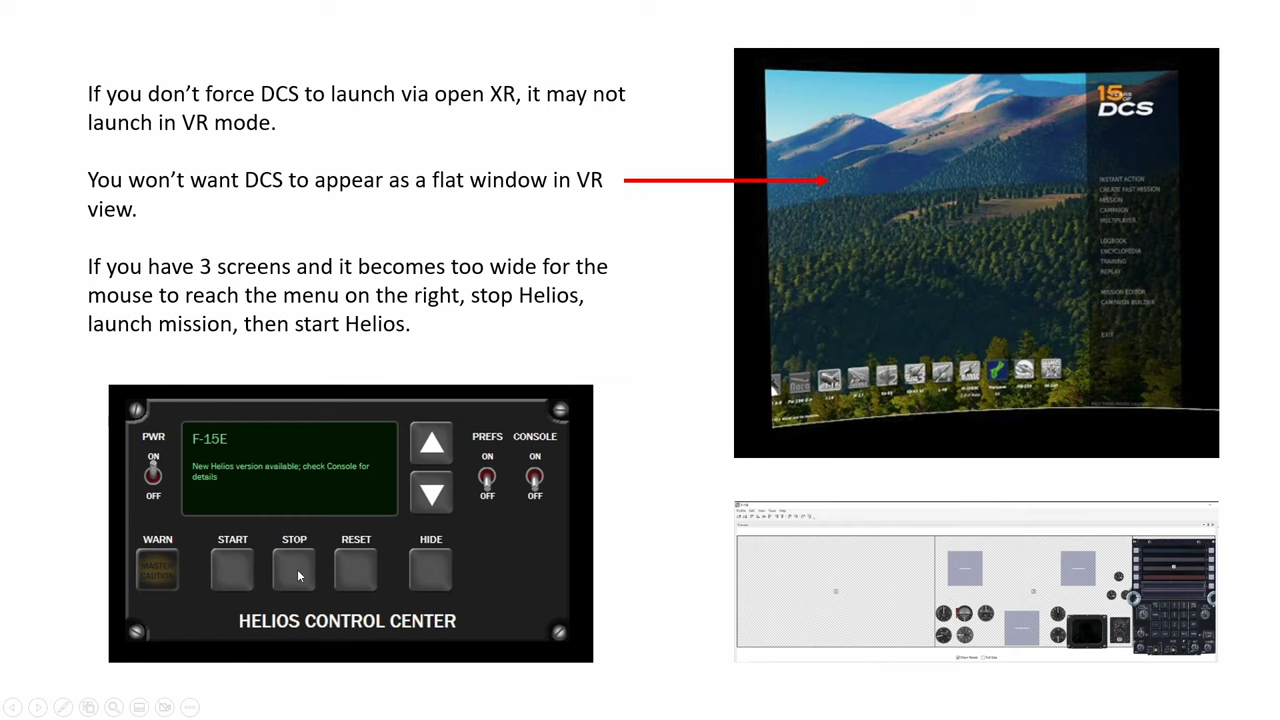 If you don't force DCS to launch via open XR, it may not
launch in VR mode.
You won't want DCS to appear as a flat window in VR
view.
If you have 3 screens and it becomes too wide for the
mouse to reach the menu on the right, stop Helios,
launch mission, then start Helios.
15
YEARS OF
DCS
INSTANT ACTION
CREATE FAST MISSION
MISSION
CAMPAIGN
MULTIPLAYER
LOGBOOK
ENCYCLOPEDIA
TRAINING
REPLAY
MISSION EDITOR
CAMPAIGN BUILDER
EXIT
PWR
ON
OFF
F-15E
New Helios version available; check Console for
details
PREFS
ON
OFF
CONSOLE
ON
OFF
WARN
MASTER
CAUTION
START
STOP
RESET
HIDE
HELIOS CONTROL CENTER